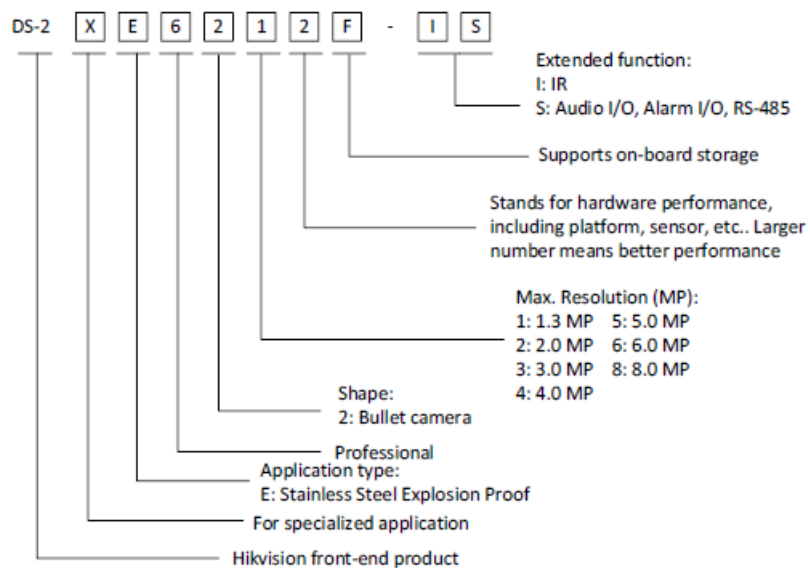 DS-2 X E 6 2 1 2 F - I S
Extended function:
I: IR
S: Audio I/O, Alarm I/O, RS-485
Supports on-board storage
Stands for hardware performance,
including platform, sensor, etc.. Larger
number means better performance
Max. Resolution (MP):
1: 1.3 MP 5: 5.0 MP
2: 2.0 MP 6: 6.0 MP
3: 3.0 MP 8: 8.0 MP
4: 4.0 MP
Shape:
2: Bullet camera
Professional
Application type:
E: Stainless Steel Explosion Proof
For specialized application
Hikvision front-end product